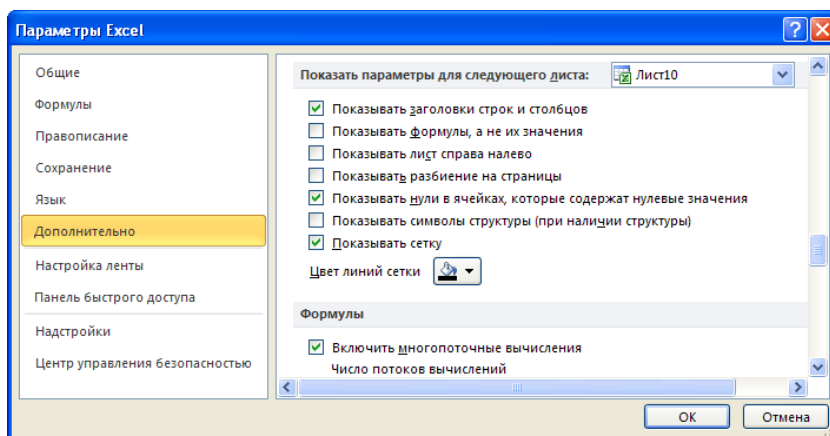 Параметры Excel
Общие
Формулы
Правописание
Сохранение
Язык
Дополнительно
Настройка ленты
Панель быстрого доступа
Надстройки
Центр управления безопасностью
Показать параметры для следующего листа: Лист10
Показывать заголовки строк и столбцов
Показывать формулы, а не их значения
Показывать лист справа налево
Показывать разбиение на страницы
Показывать нули в ячейках, которые содержат нулевые значения
Показывать символы структуры (при наличии структуры)
Показывать сетку
Цвет линий сетки
Формулы
Включить многопоточные вычисления
Число потоков вычислений
ОК Отмена